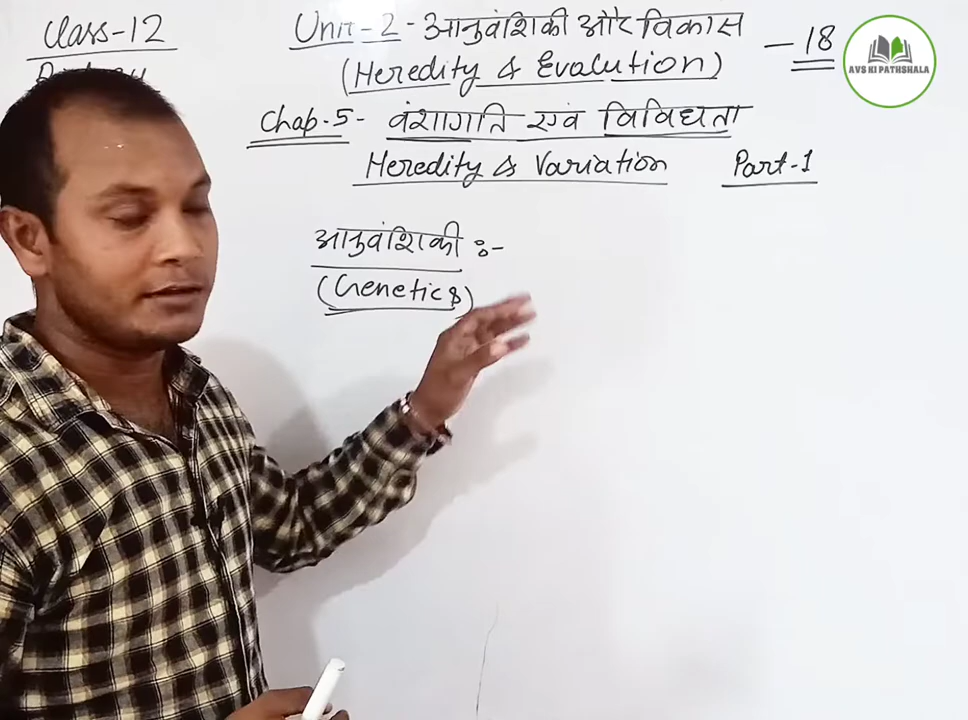 Class-12
Unit-2 - आनुवंशिकी और विकास
(Heredity & Evalution) - 18
AVS KI PATHSHALA
Chap-5- वंशागति एवं विविधता
Heredity & Variation Part-1
आनुवंशिकी :-
(Genetics)